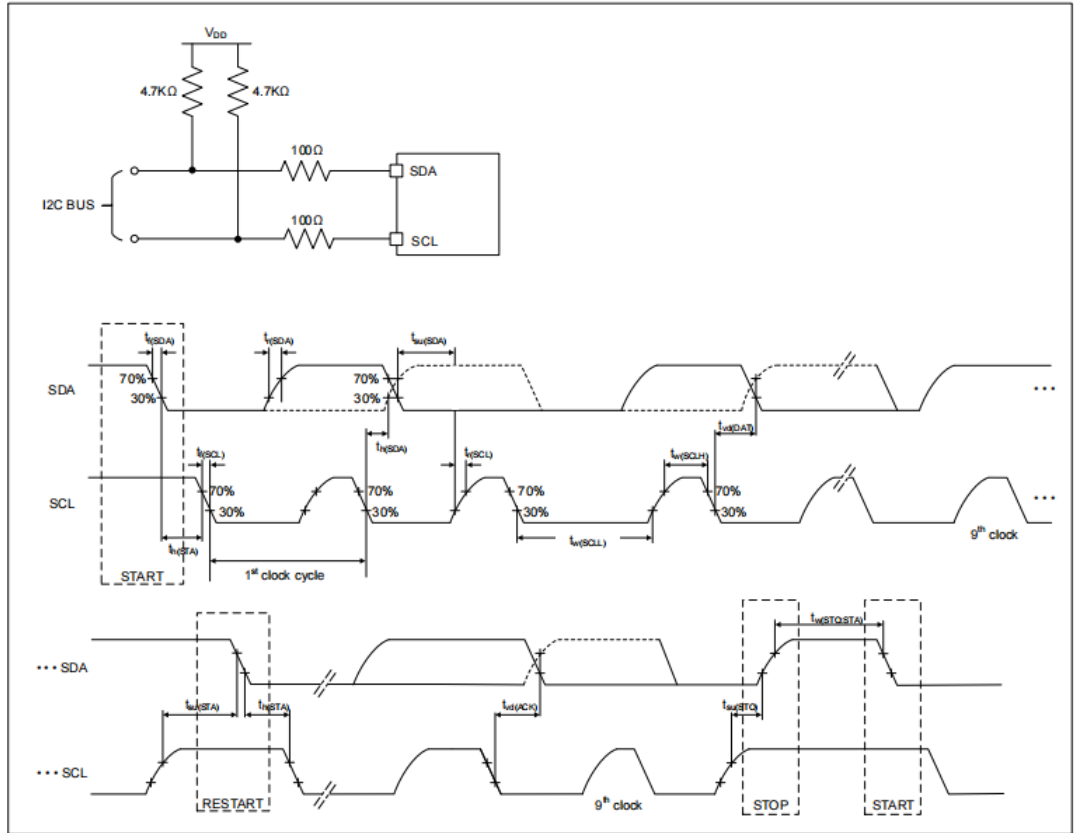 VDD
4.7KΩ 4.7KΩ
100Ω
SDA
I2C BUS
100Ω
SCL
START
tf(SDA) tr(SDA) tsu(SDA)
70% 70%
SDA
30% 30%
···
th(SDA) tvd(DAT)
tf(SCL) tr(SCL) tw(SCLH)
70% 70% 70% 70% 70%
SCL
30% 30% 30% 30%
···
th(STA) tw(SCLL) 9th clock
START 1st clock cycle
tw(STO:STA)
··· SDA
tsu(STA) th(STA) tvd(ACK) tsu(STO)
··· SCL
RESTART 9th clock STOP START